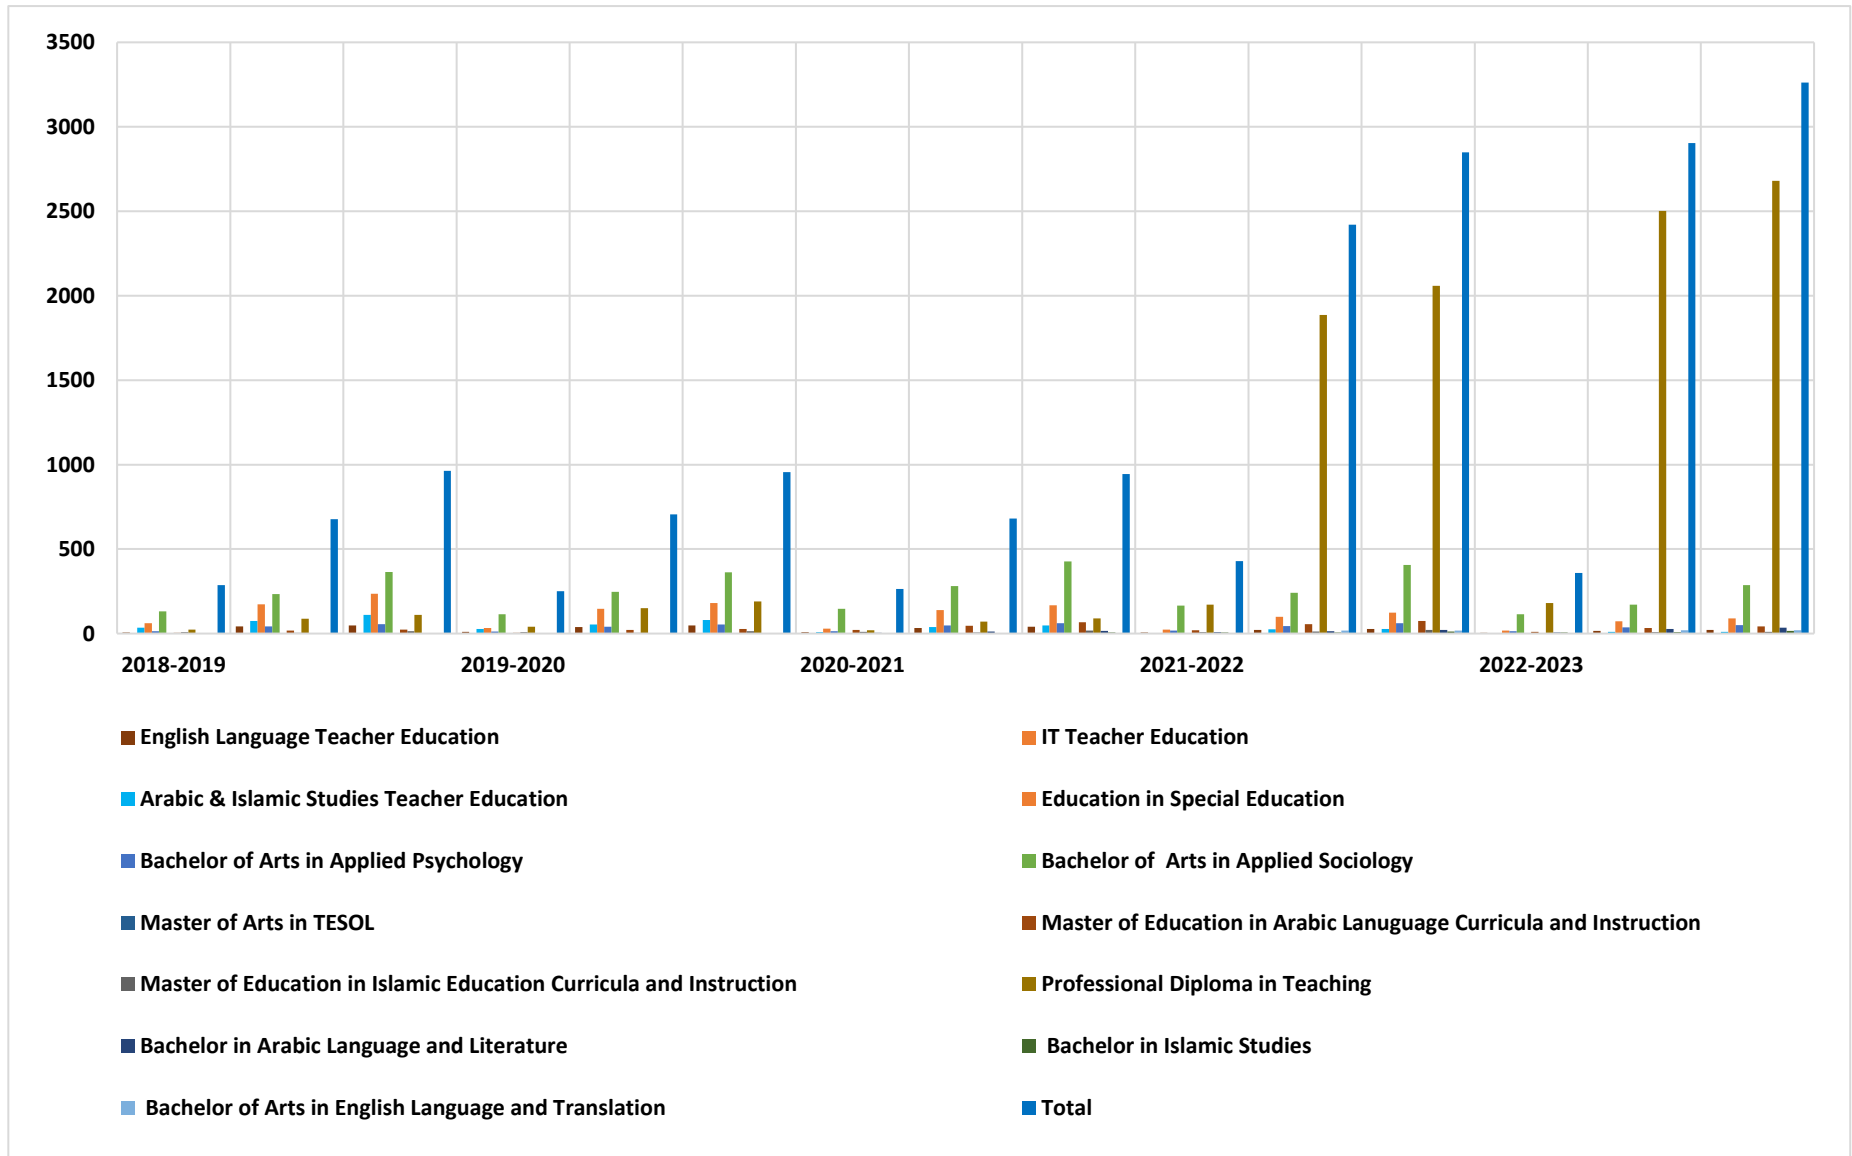 3500
3000
2500
2000
1500
1000
500
0
2018-2019 2019-2020 2020-2021 2021-2022 2022-2023
English Language Teacher Education
IT Teacher Education
Arabic & Islamic Studies Teacher Education
Education in Special Education
Bachelor of Arts in Applied Psychology
Bachelor of Arts in Applied Sociology
Master of Arts in TESOL
Master of Education in Arabic Lanuguage Curricula and Instruction
Master of Education in Islamic Education Curricula and Instruction
Professional Diploma in Teaching
Bachelor in Arabic Language and Literature
Bachelor in Islamic Studies
Bachelor of Arts in English Language and Translation
Total